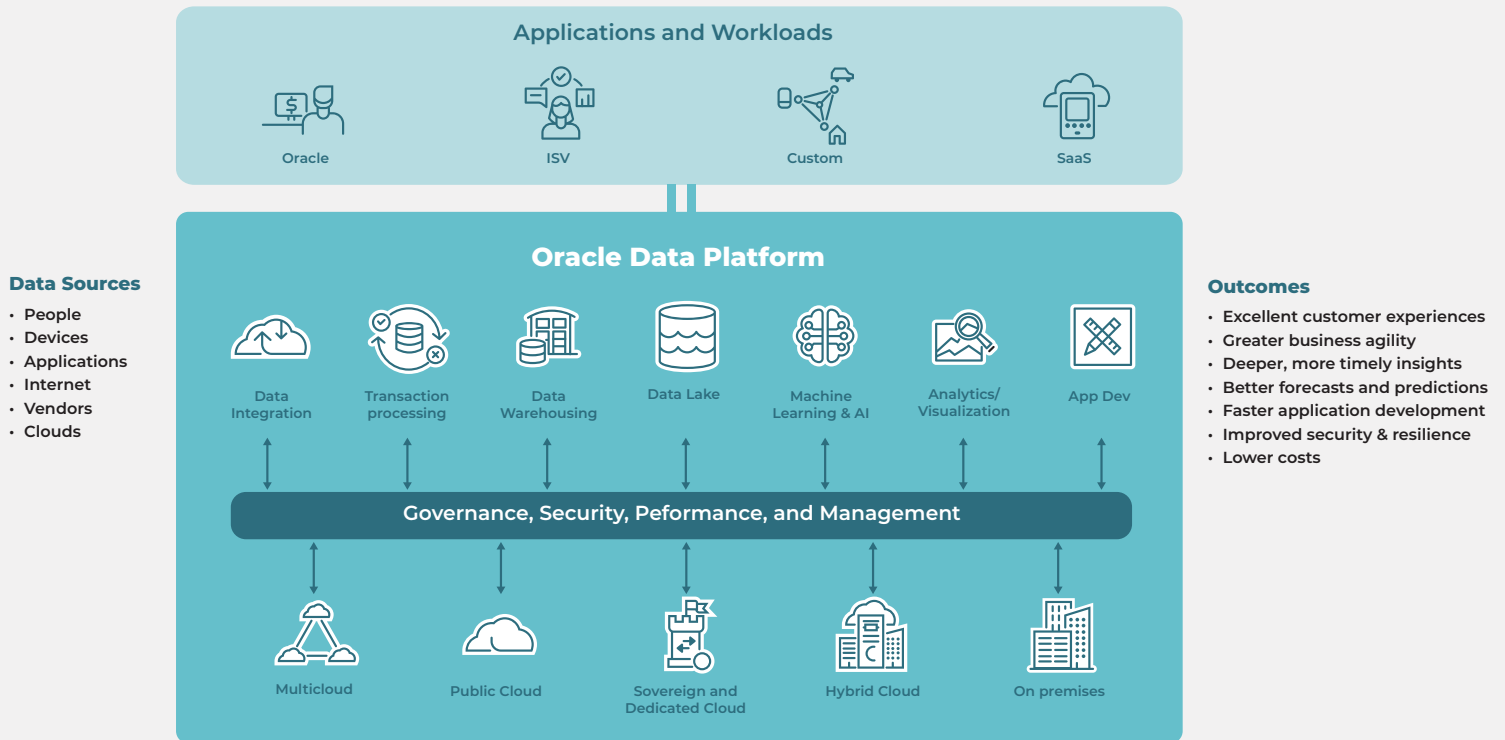 Applications and Workloads
Oracle
ISV
Custom
SaaS
Data Sources
• People
• Devices
• Applications
• Internet
• Vendors
• Clouds
Oracle Data Platform
Data
Integration
Transaction
processing
Data
Warehousing
Data Lake
Machine
Learning & AI
Analytics/
Visualization
App Dev
Governance, Security, Peformance, and Management
Multicloud
Public Cloud
Sovereign and
Dedicated Cloud
Hybrid Cloud
On premises
Outcomes
• Excellent customer experiences
• Greater business agility
• Deeper, more timely insights
• Better forecasts and predictions
• Faster application development
• Improved security & resilience
• Lower costs